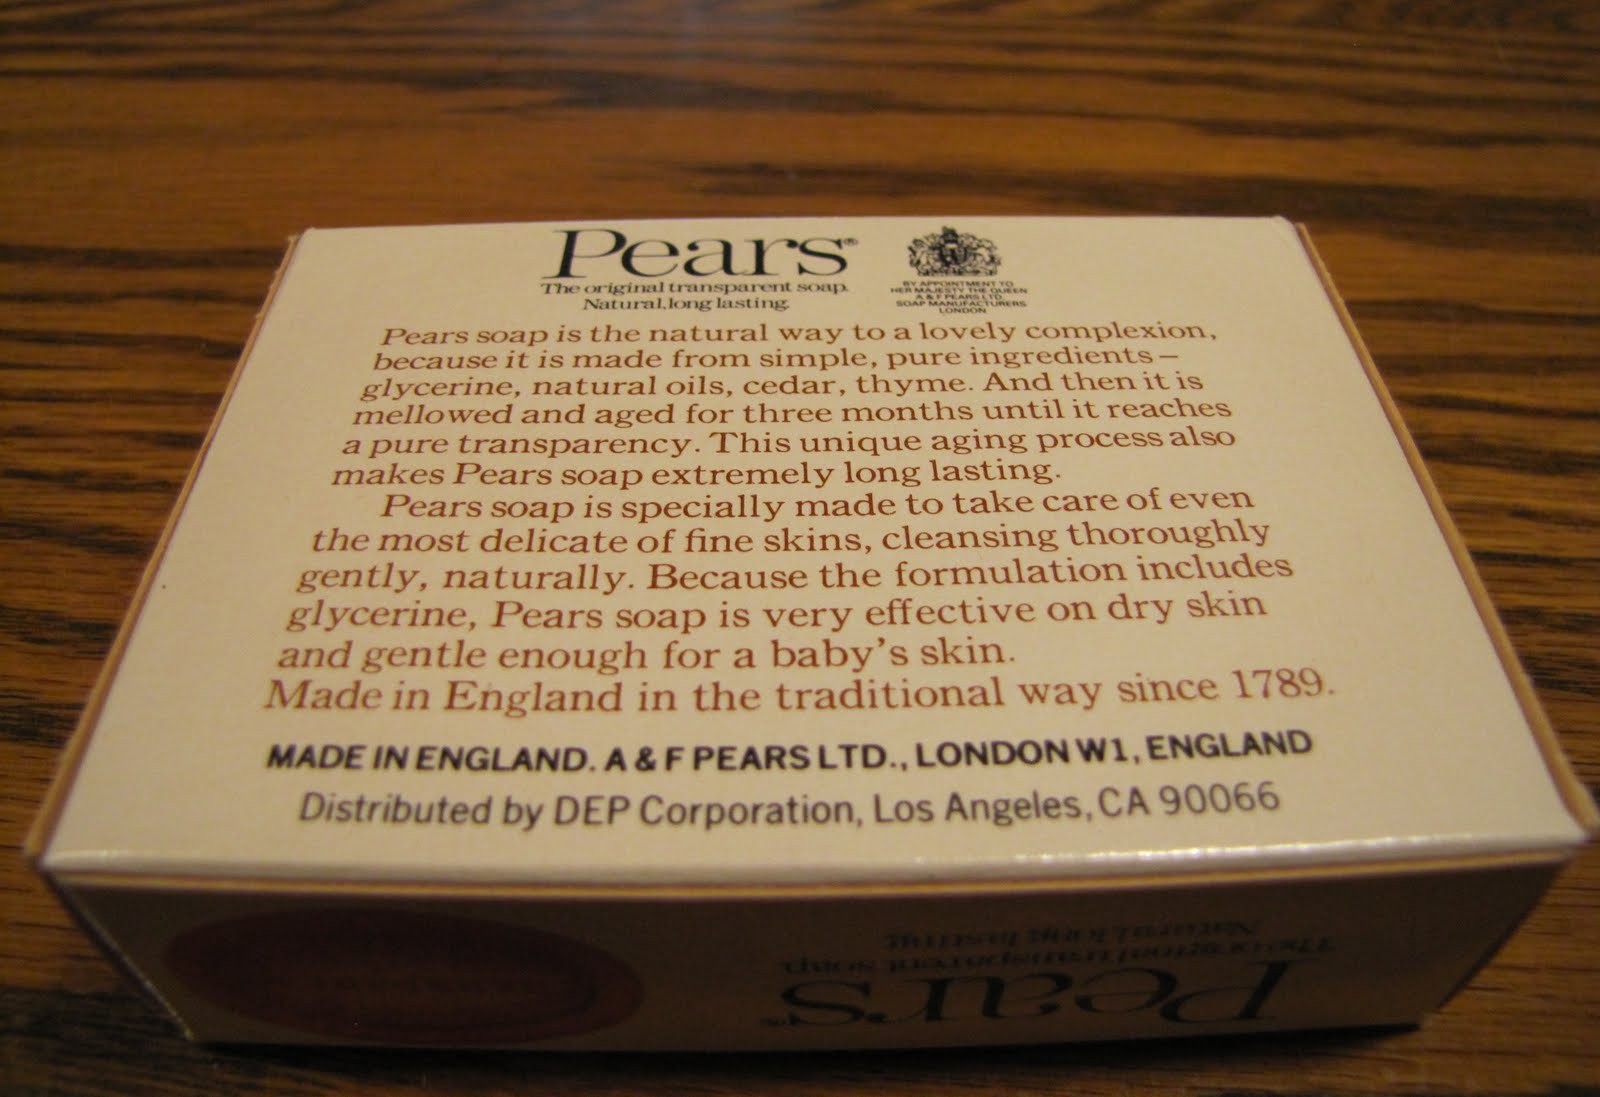 Pears®
The original transparent soap.
Natural, long lasting.
BY APPOINTMENT TO
HER MAJESTY THE QUEEN
A & F PEARS LTD.
SOAP MANUFACTURERS
LONDON
Pears soap is the natural way to a lovely complexion,
because it is made from simple, pure ingredients –
glycerine, natural oils, cedar, thyme. And then it is
mellowed and aged for three months until it reaches
a pure transparency. This unique aging process also
makes Pears soap extremely long lasting.
Pears soap is specially made to take care of even
the most delicate of fine skins, cleansing thoroughly
gently, naturally. Because the formulation includes
glycerine, Pears soap is very effective on dry skin
and gentle enough for a baby's skin.
Made in England in the traditional way since 1789.
MADE IN ENGLAND. A & F PEARS LTD., LONDON W1, ENGLAND
Distributed by DEP Corporation, Los Angeles, CA 90066
Pears
The original transparent soap
Natural, long lasting